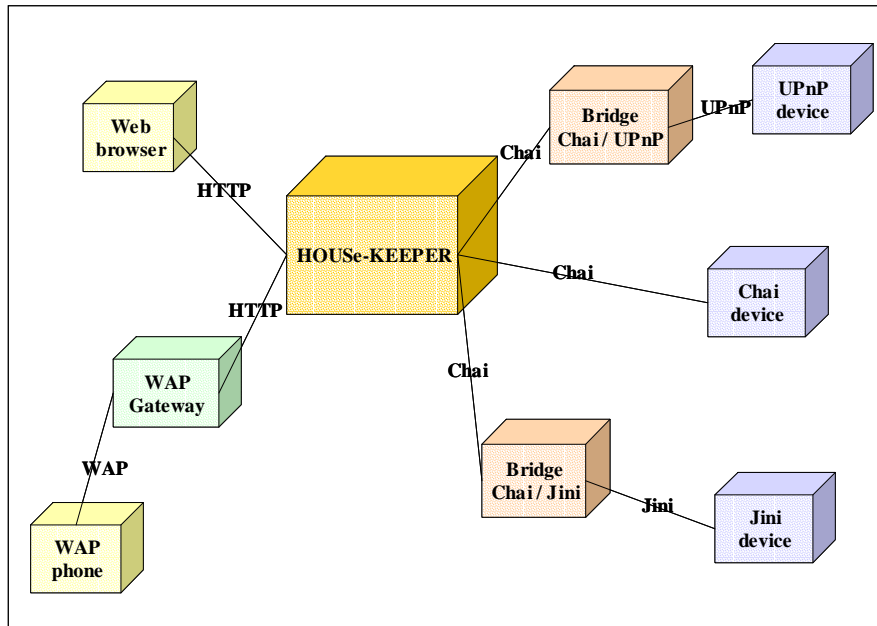 Web
browser
HTTP
HOUSe-KEEPER
HTTP
WAP
Gateway
WAP
WAP
phone
Chai
Bridge
Chai / UPnP
UPnP
UPnP
device
Chai
Chai
device
Chai
Bridge
Chai / Jini
Jini
Jini
device